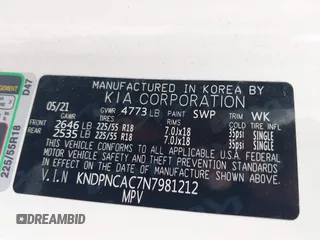 MANUFACTURED IN KOREA BY
KIA CORPORATION
05/21 GVWR 4773 LB PAINT SWP TRIM WK
GAWR TIRE RIMS COLD TIRE INFL
FRONT 2646 LB 225/55 R18 7.0Jx18 35psi SINGLE
REAR 2535 LB 225/55 R18 7.0Jx18 35psi SINGLE
THIS VEHICLE CONFORMS TO ALL APPLICABLE U.S.A FEDERAL
MOTOR VEHICLE SAFETY, BUMPER, AND THEFT PREVENTION
STANDARDS IN EFFECT ON THE DATE OF MANUFACTURE SHOWN
ABOVE.
V.I.N KNDPNCAC7N7981212
MPV
D47
225/55R18
©DREAMBID